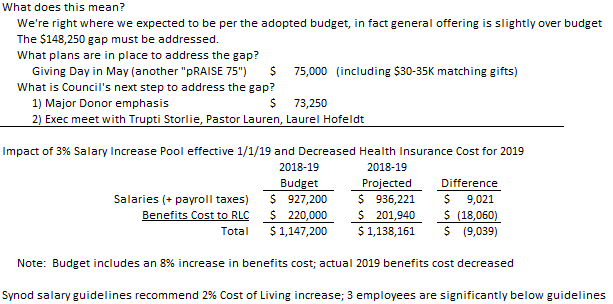 What does this mean?
We're right where we expected to be per the adopted budget, in fact general offering is slightly over budget
The $148,250 gap must be addressed.
What plans are in place to address the gap?
Giving Day in May (another "pRAISE 75") $ 75,000 (including $30-35K matching gifts)
What is Council's next step to address the gap?
1) Major Donor emphasis $ 73,250
2) Exec meet with Trupti Storlie, Pastor Lauren, Laurel Hofeldt
Impact of 3% Salary Increase Pool effective 1/1/19 and Decreased Health Insurance Cost for 2019
2018-19 2018-19
Budget Projected Difference
Salaries (+ payroll taxes) $ 927,200 $ 936,221 $ 9,021
Benefits Cost to RLC $ 220,000 $ 201,940 $ (18,060)
Total $ 1,147,200 $ 1,138,161 $ (9,039)
Note: Budget includes an 8% increase in benefits cost; actual 2019 benefits cost decreased
Synod salary guidelines recommend 2% Cost of Living increase; 3 employees are significantly below guidelines